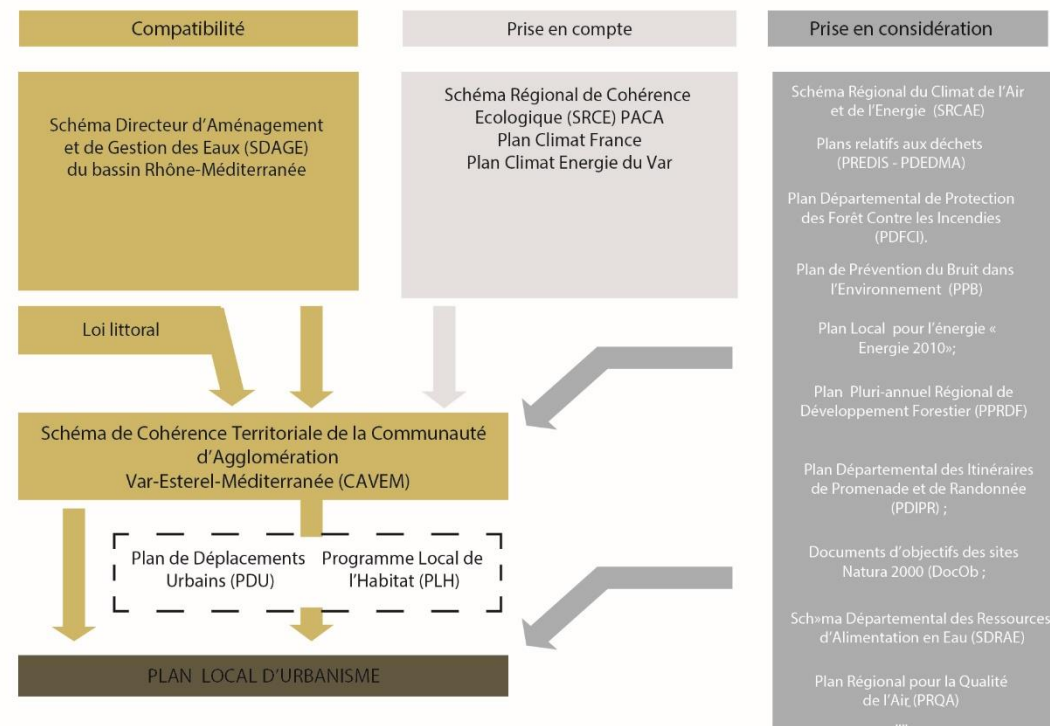 Compatibilité
Prise en compte
Prise en considération
Schéma Directeur d'Aménagement
et de Gestion des Eaux (SDAGE)
du bassin Rhône-Méditerranée
Schéma Régional de Cohérence
Ecologique (SRCE) PACA
Plan Climat France
Plan Climat Energie du Var
Schéma Régional du Climat de l'Air
et de l'Energie (SRCAE)
Plans relatifs aux déchets
(PREDIS - PDEDMA)
Plan Départemental de Protection
des Forêt Contre les Incendies
(PDFCI).
Plan de Prévention du Bruit dans
l'Environnement (PPB)
Plan Local pour l'énergie «
Energie 2010»;
Plan Pluri-annuel Régional de
Développement Forestier (PPRDF)
Plan Départemental des Itinéraires
de Promenade et de Randonnée
(PDIPR) ;
Documents d'objectifs des sites
Natura 2000 (DocOb ;
Sch»ma Départemental des Ressources
d'Alimentation en Eau (SDRAE)
Plan Régional pour la Qualité
de l'Air, (PRQA)
....
Loi littoral
Schéma de Cohérence Territoriale de la Communauté
d'Agglomération
Var-Esterel-Méditerranée (CAVEM)
Plan de Déplacements
Urbains (PDU)
Programme Local de
l'Habitat (PLH)
PLAN LOCAL D'URBANISME